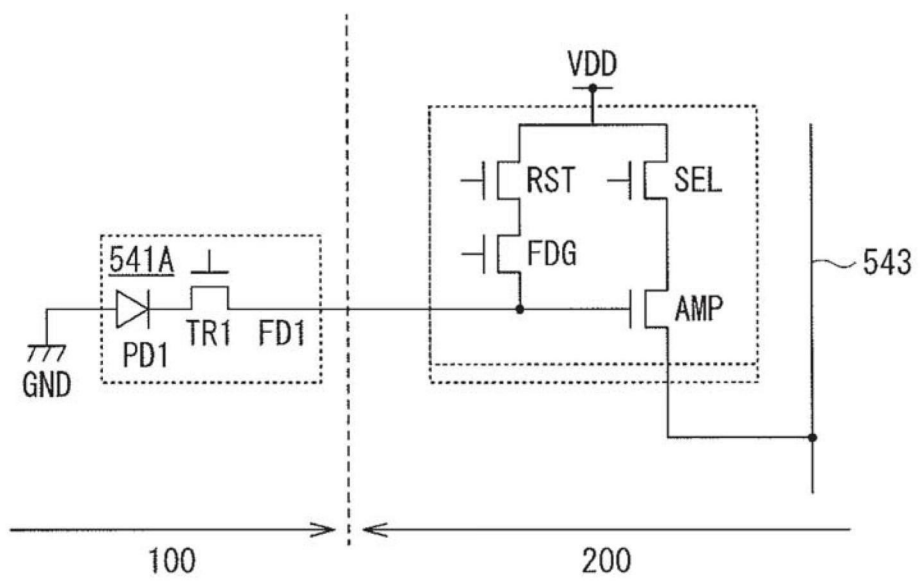 VDD
RST
SEL
541A
FDG
543
TR1
FD1
AMP
PD1
GND
100
200